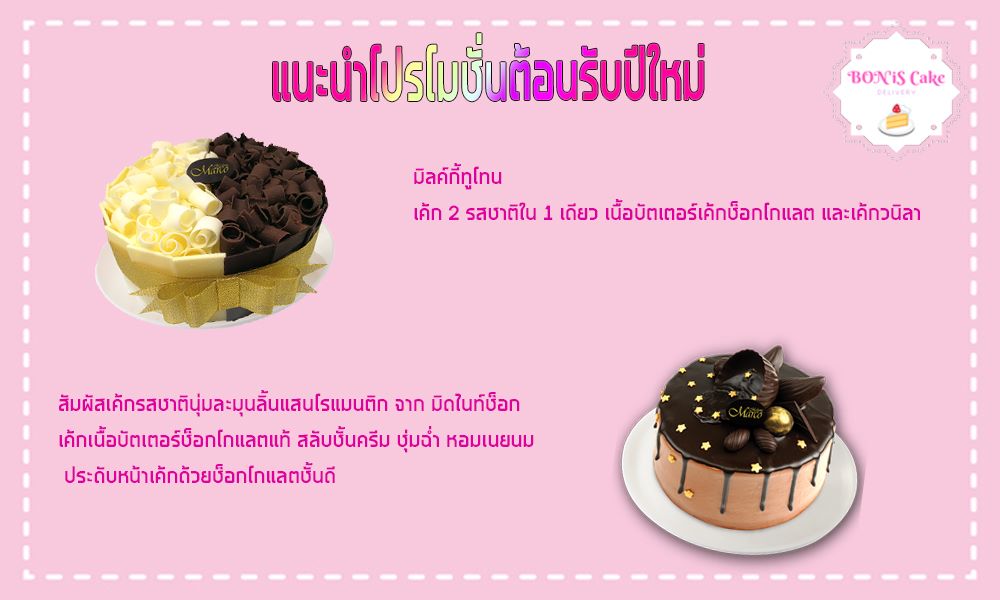 แนะนำโปรโมชั่นต้อนรับปีใหม่
BON'iS Cake
DELIVERY
Marco
มิลค์กี้ทูโทน
เค้ก 2 รสชาติใน 1 เดียว เนื้อบัตเตอร์เค้กช็อกโกแลต และเค้กวนิลา
สัมผัสเค้กรสชาตินุ่มละมุนลิ้นแสนโรแมนติก จาก มิดไนท์ช็อก
เค้กเนื้อบัตเตอร์ช็อกโกแลตแท้ สลับชั้นครีม ชุ่มฉ่ำ หอมเนยนม
ประดับหน้าเค้กด้วยช็อกโกแลตชั้นดี
Marco